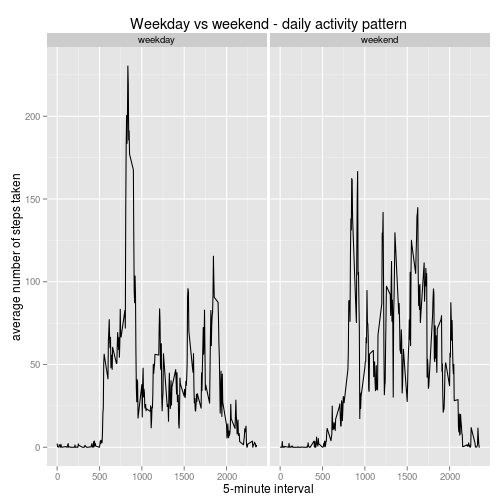 Weekday vs weekend - daily activity pattern
weekday
weekend
average number of steps taken
200
150
100
50
0
0 500 1000 1500 2000
0 500 1000 1500 2000
5-minute interval